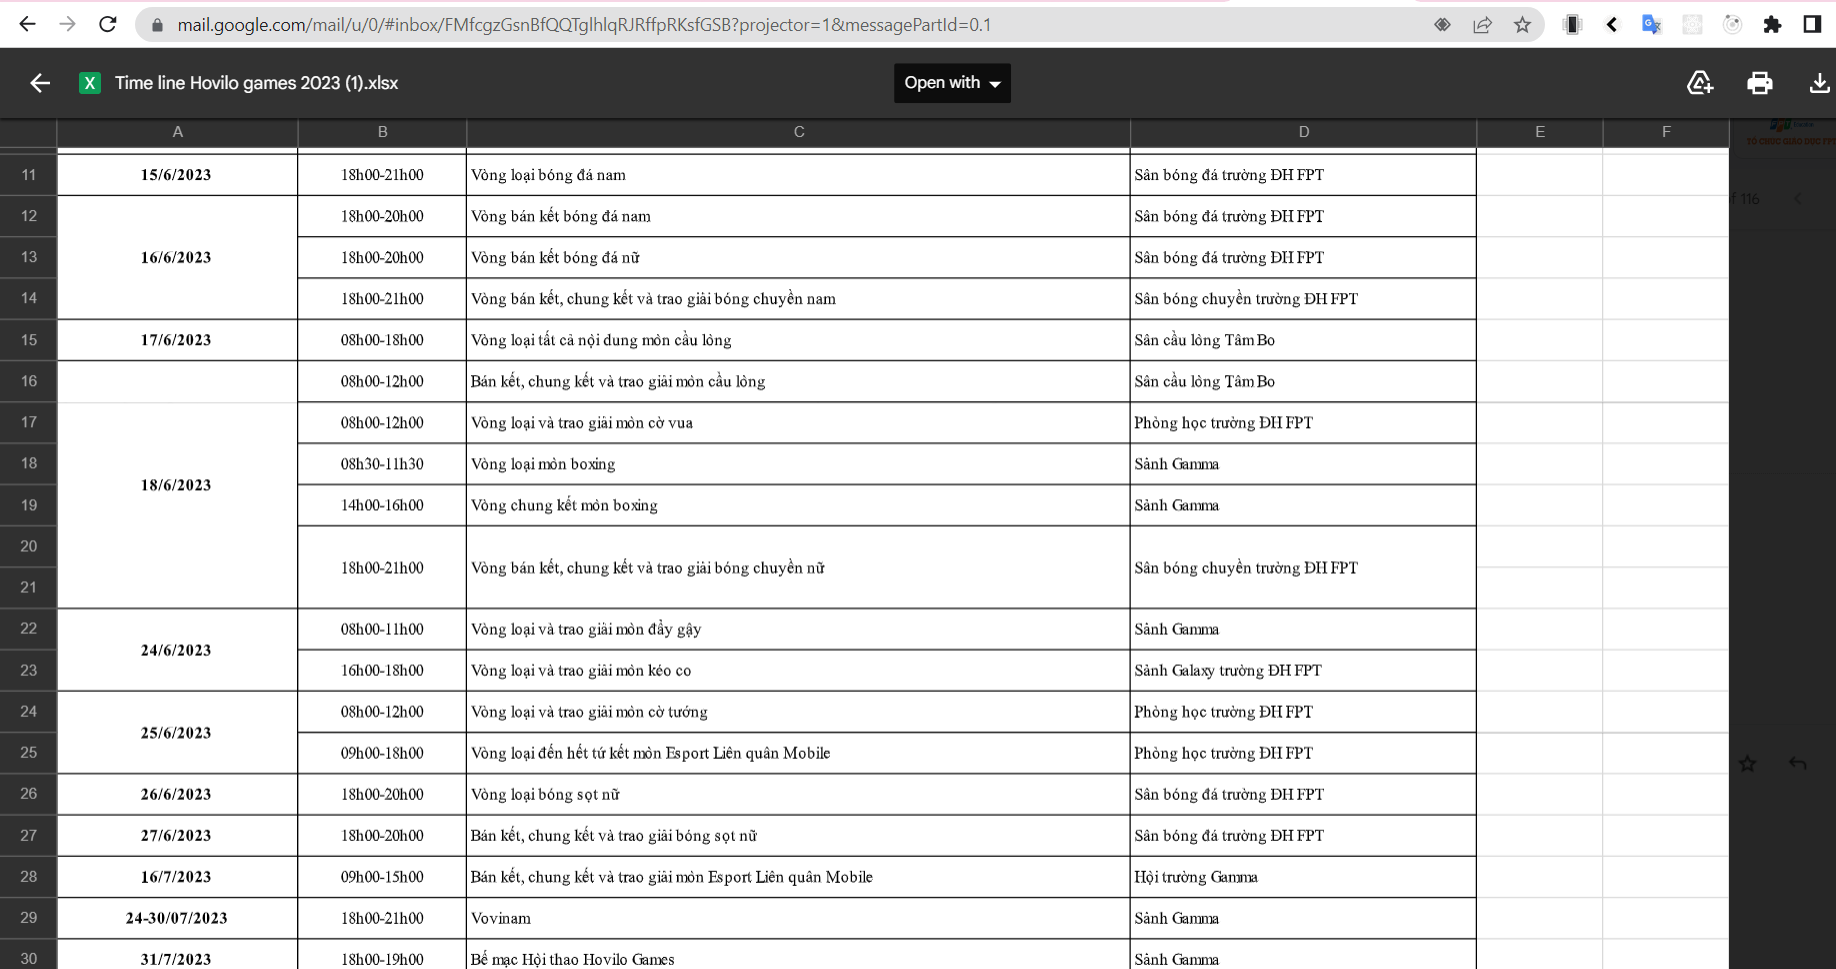 mail.google.com/mail/u/0/#inbox/FMfcgzGsnBfQQTglhlqRJRffpRKsfGSB?projector=1&messagePartId=0.1
X Time line Hovilo games 2023 (1).xlsx Open with
A B C D E F
11 15/6/2023 18h00-21h00 Vòng loại bóng đá nam Sân bóng đá trường ĐH FPT
12 18h00-20h00 Vòng bán kết bóng đá nam Sân bóng đá trường ĐH FPT
13 16/6/2023 18h00-20h00 Vòng bán kết bóng đá nữ Sân bóng đá trường ĐH FPT
14 18h00-21h00 Vòng bán kết, chung kết và trao giải bóng chuyền nam Sân bóng chuyền trường ĐH FPT
15 17/6/2023 08h00-18h00 Vòng loại tất cả nội dung môn cầu lông Sân cầu lông Tâm Bo
16 08h00-12h00 Bán kết, chung kết và trao giải môn cầu lông Sân cầu lông Tâm Bo
17 08h00-12h00 Vòng loại và trao giải môn cờ vua Phòng học trường ĐH FPT
18 08h30-11h30 Vòng loại môn boxing Sảnh Gamma
18/6/2023
19 14h00-16h00 Vòng chung kết môn boxing Sảnh Gamma
20
18h00-21h00 Vòng bán kết, chung kết và trao giải bóng chuyền nữ Sân bóng chuyền trường ĐH FPT
21
22 08h00-11h00 Vòng loại và trao giải môn đẩy gậy Sảnh Gamma
24/6/2023
23 16h00-18h00 Vòng loại và trao giải môn kéo co Sảnh Galaxy trường ĐH FPT
24 08h00-12h00 Vòng loại và trao giải môn cờ tướng Phòng học trường ĐH FPT
25/6/2023
25 09h00-18h00 Vòng loại đến hết tứ kết môn Esport Liên quân Mobile Phòng học trường ĐH FPT
26 26/6/2023 18h00-20h00 Vòng loại bóng sọt nữ Sân bóng đá trường ĐH FPT
27 27/6/2023 18h00-20h00 Bán kết, chung kết và trao giải bóng sọt nữ Sân bóng đá trường ĐH FPT
28 16/7/2023 09h00-15h00 Bán kết, chung kết và trao giải môn Esport Liên quân Mobile Hội trường Gamma
29 24-30/07/2023 18h00-21h00 Vovinam Sảnh Gamma
30 31/7/2023 18h00-19h00 Bế mạc Hội thao Hovilo Games Sảnh Gamma
TỔ CHỨC GIÁO DỤC FPT
of 116